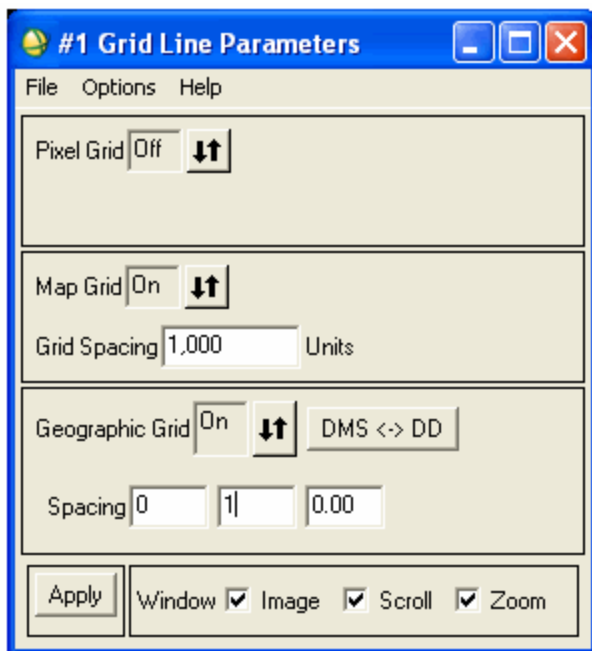 #1 Grid Line Parameters
File Options Help
Pixel Grid Off
Map Grid On
Grid Spacing 1,000 Units
Geographic Grid On DMS <-> DD
Spacing 0 1 0.00
Apply Window Image Scroll Zoom